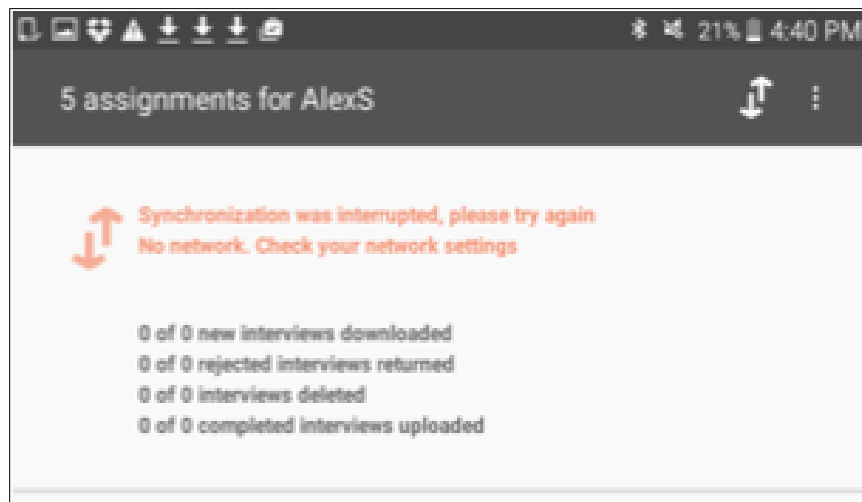 21% 4:40 PM
5 assignments for AlexS
Synchronization was interrupted, please try again
No network. Check your network settings
0 of 0 new interviews downloaded
0 of 0 rejected interviews returned
0 of 0 interviews deleted
0 of 0 completed interviews uploaded